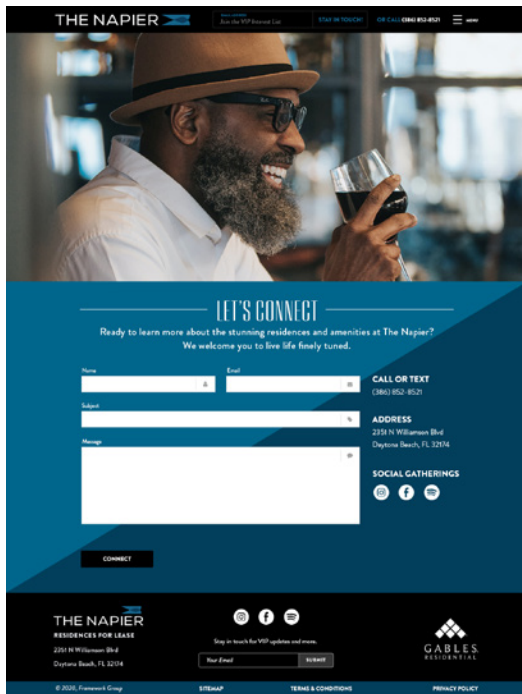 THE NAPIER
Join the VIP Interest List
STAY IN TOUCH!
OR CALL (386) 852-8521
MENU
Ray-Ban
LET'S CONNECT
Ready to learn more about the stunning residences and amenities at The Napier?
We welcome you to live life finely tuned.
Name
Email
Subject
Message
CONNECT
CALL OR TEXT
(386) 852-8521
ADDRESS
2351 N Williamson Blvd
Daytona Beach, FL 32174
SOCIAL GATHERINGS
THE NAPIER
RESIDENCES FOR LEASE
2351 N Williamson Blvd
Daytona Beach, FL 32174
Stay in touch for VIP updates and more.
Your Email
SUBMIT
GABLES
RESIDENTIAL
© 2020, Framework Group
SITEMAP
TERMS & CONDITIONS
PRIVACY POLICY